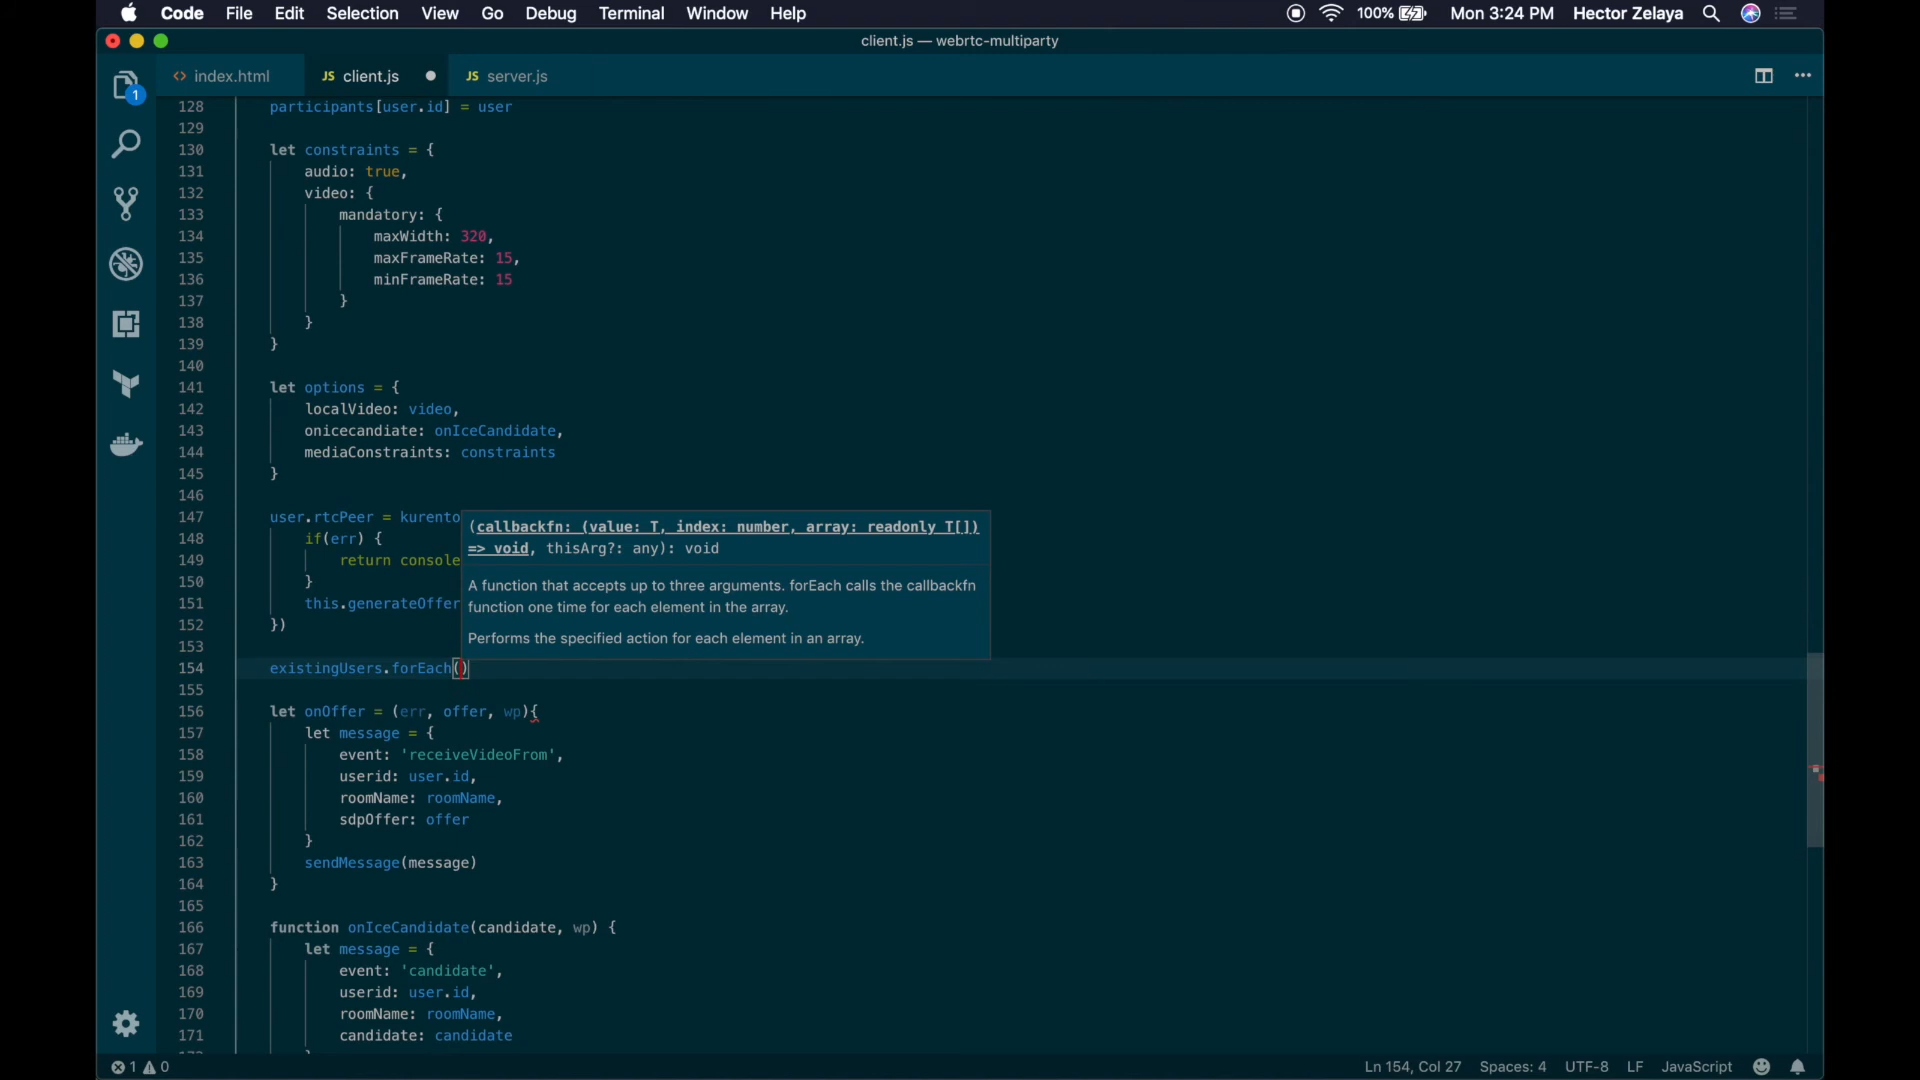 Code File Edit Selection View Go Debug Terminal Window Help 100% Mon 3:24 PM Hector Zelaya
client.js — webrtc-multiparty
<> index.html JS client.js JS server.js
1
128 participants[user.id] = user
129
130 let constraints = {
131 audio: true,
132 video: {
133 mandatory: {
134 maxWidth: 320,
135 maxFrameRate: 15,
136 minFrameRate: 15
137 }
138 }
139 }
140
141 let options = {
142 localVideo: video,
143 onicecandiate: onIceCandidate,
144 mediaConstraints: constraints
145 }
146
147 user.rtcPeer = kurento
148 if(err) {
149 return console
150 }
151 this.generateOffer
152 })
153
(callbackfn: (value: T, index: number, array: readonly T[])
=> void, thisArg?: any): void
A function that accepts up to three arguments. forEach calls the callbackfn
function one time for each element in the array.
Performs the specified action for each element in an array.
154 existingUsers.forEach()
155
156 let onOffer = (err, offer, wp){
157 let message = {
158 event: 'receiveVideoFrom',
159 userid: user.id,
160 roomName: roomName,
161 sdpOffer: offer
162 }
163 sendMessage(message)
164 }
165
166 function onIceCandidate(candidate, wp) {
167 let message = {
168 event: 'candidate',
169 userid: user.id,
170 roomName: roomName,
171 candidate: candidate
1 0 Ln 154, Col 27 Spaces: 4 UTF-8 LF JavaScript